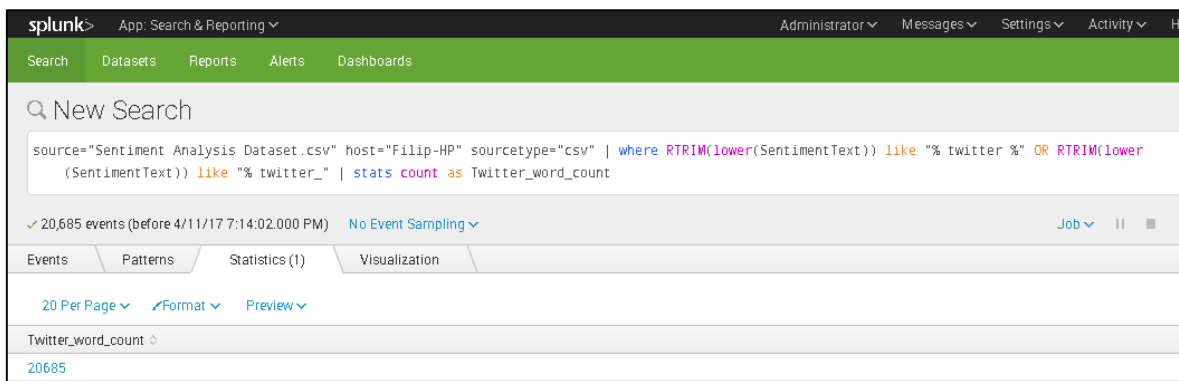 splunk> App: Search & Reporting Administrator Messages Settings Activity H
Search Datasets Reports Alerts Dashboards
New Search
source="Sentiment Analysis Dataset.csv" host="Filip-HP" sourcetype="csv" | where RTRIM(lower(SentimentText)) like "% twitter %" OR RTRIM(lower
(SentimentText)) like "% twitter_" | stats count as Twitter_word_count
20,685 events (before 4/11/17 7:14:02.000 PM) No Event Sampling Job
Events Patterns Statistics (1) Visualization
20 Per Page Format Preview
Twitter_word_count
20685